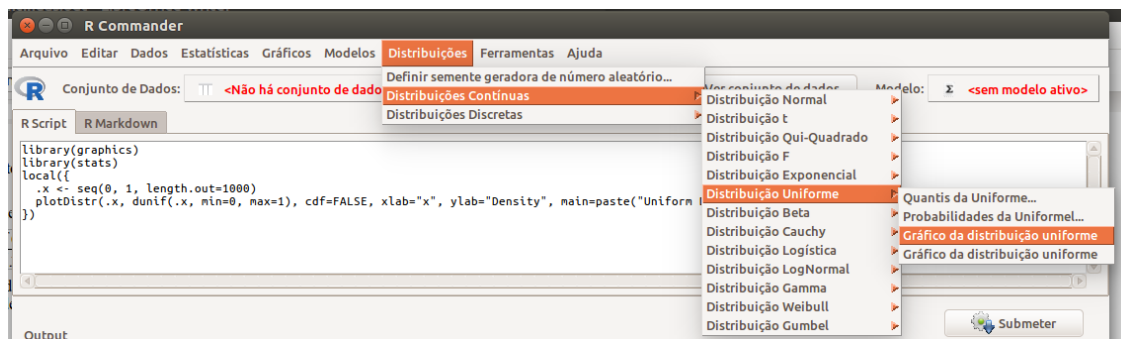 R Commander
Arquivo Editar Dados Estatísticas Gráficos Modelos Distribuições Ferramentas Ajuda
Definir semente geradora de número aleatório...
Distribuições Contínuas
Distribuições Discretas
R Conjunto de Dados: <Não há conjunto de dado
Ver conjunto de dados
Modelo: Σ <sem modelo ativo>
R Script R Markdown
Distribuição Normal
Distribuição t
Distribuição Qui-Quadrado
Distribuição F
Distribuição Exponencial
Distribuição Uniforme
Distribuição Beta
Distribuição Cauchy
Distribuição Logística
Distribuição LogNormal
Distribuição Gamma
Distribuição Weibull
Distribuição Gumbel
Quantis da Uniforme...
Probabilidades da Uniformel...
Gráfico da distribuição uniforme
Gráfico da distribuição uniforme
library(graphics)
library(stats)
local({
.x <- seq(0, 1, length.out=1000)
plotDistr(.x, dunif(.x, min=0, max=1), cdf=FALSE, xlab="x", ylab="Density", main=paste("Uniform
})
Output
Submeter